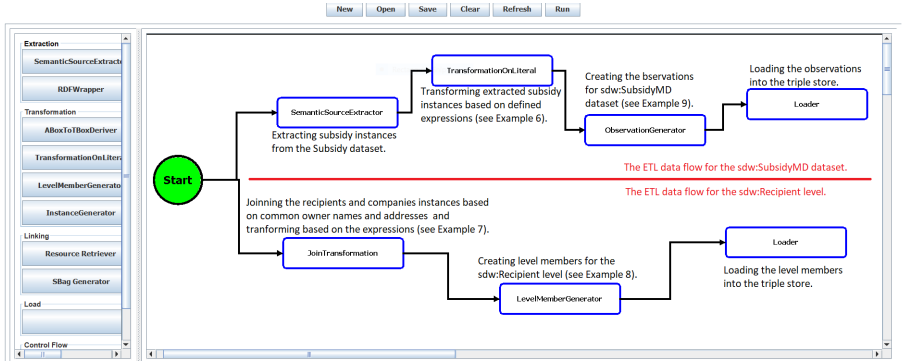 New Open Save Clear Refresh Run
Extraction
SemanticSourceExtracto
RDFWrapper
Transformation
ABoxToTBoxDeriver
TransformationOnLitera
LevelMemberGenerato
InstanceGenerator
Linking
Resource Retriever
SBag Generator
Load
Control Flow
Start
SemanticSourceExtractor
Extracting subsidy instances
from the Subsidy dataset.
TransformationOnLiteral
Transforming extracted subsidy
instances based on defined
expressions (see Example 6).
Creating the bservations
for sdw:SubsidyMD
dataset (see Example 9).
ObservationGenerator
Loading the observations
into the triple store.
Loader
The ETL data flow for the sdw:SubsidyMD dataset.
The ETL data flow for the sdw:Recipient level.
Joinning the recipients and companies instances based
on common owner names and addresses and
tranforming based on the expressions (see Example 7).
JoinTransformation
Creating level members for the
sdw:Recipient level (see Example 8).
LevelMemberGenerator
Loader
Loading the level members
into the triple store.